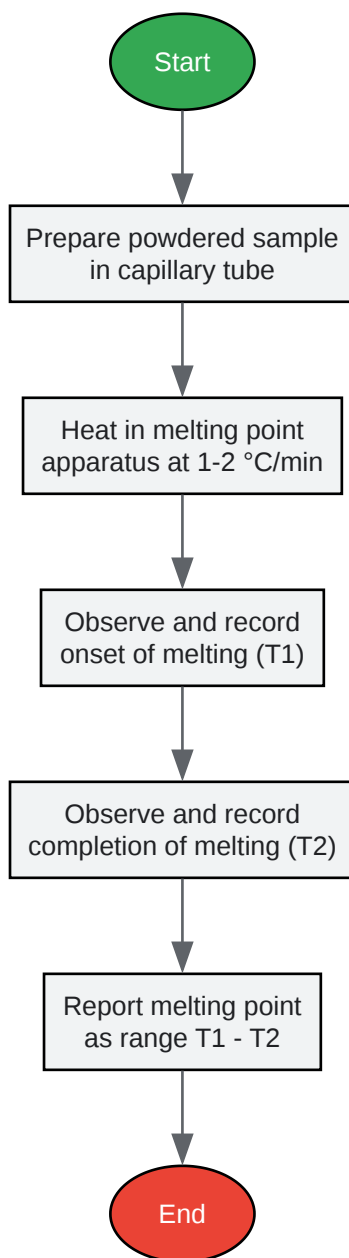 Start
Prepare powdered sample
in capillary tube
Heat in melting point
apparatus at 1-2 °C/min
Observe and record
onset of melting (T1)
Observe and record
completion of melting (T2)
Report melting point
as range T1 - T2
End